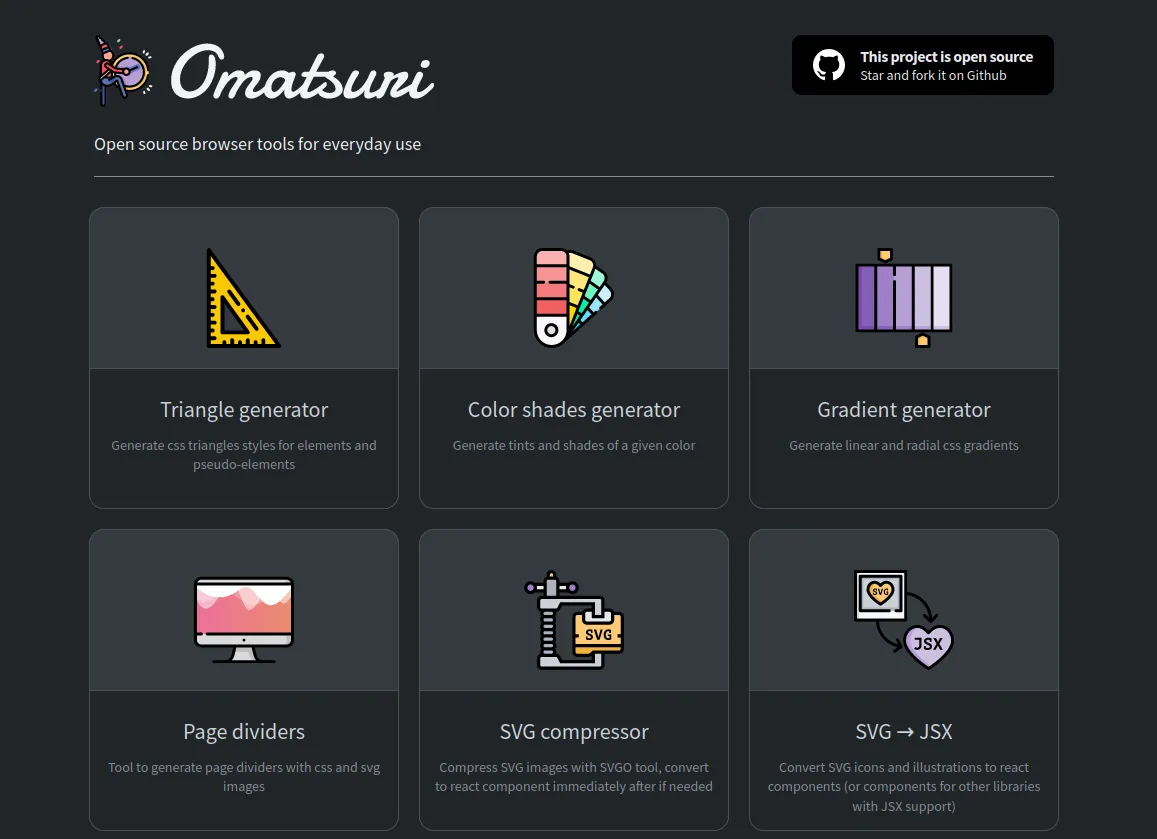 Omatsuri
This project is open source
Star and fork it on Github
Open source browser tools for everyday use
Triangle generator
Generate css triangles styles for elements and
pseudo-elements
Color shades generator
Generate tints and shades of a given color
Gradient generator
Generate linear and radial css gradients
SVG
SVG
JSX
Page dividers
Tool to generate page dividers with css and svg
images
SVG compressor
Compress SVG images with SVGO tool, convert
to react component immediately after if needed
SVG → JSX
Convert SVG icons and illustrations to react
components (or components for other libraries
with JSX support)